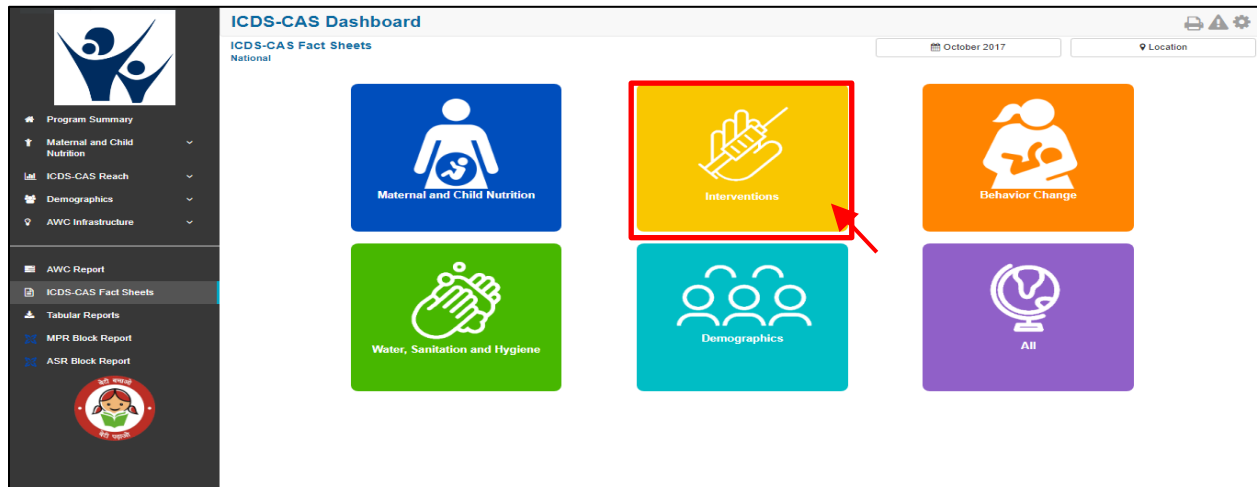 ICDS-CAS Dashboard
ICDS-CAS Fact Sheets
National
October 2017
Location
Program Summary
Maternal and Child
Nutrition
ICDS-CAS Reach
Demographics
AWC Infrastructure
AWC Report
ICDS-CAS Fact Sheets
Tabular Reports
MPR Block Report
ASR Block Report
बेटी बचाओ
बेटी पढ़ाओ
Maternal and Child Nutrition
Interventions
Behavior Change
Water, Sanitation and Hygiene
Demographics
All